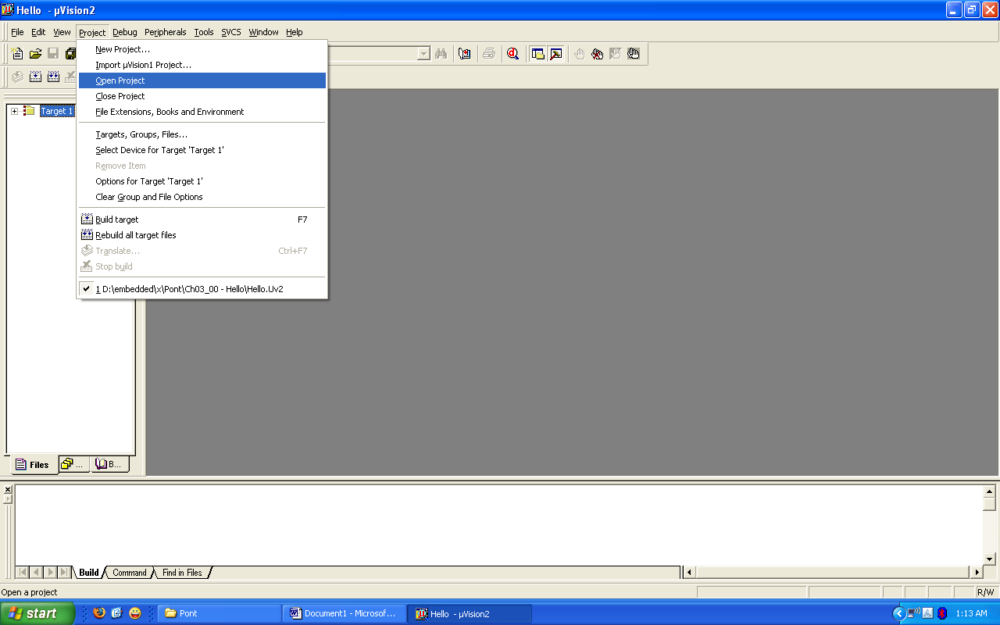 Hello - µVision2
File Edit View Project Debug Peripherals Tools SVCS Window Help
New Project...
Import µVision1 Project...
Open Project
Close Project
File Extensions, Books and Environment
Target 1
Targets, Groups, Files...
Select Device for Target 'Target 1'
Remove Item
Options for Target 'Target 1'
Clear Group and File Options
Build target F7
Rebuild all target files
Translate... Ctrl+F7
Stop build
1 D:\embedded\x\Pont\Ch03_00 - Hello\Hello.Uv2
Files ... B...
Build Command Find in Files
Open a project R/W
start Pont Document1 - Microsof... Hello - µVision2 1:13 AM